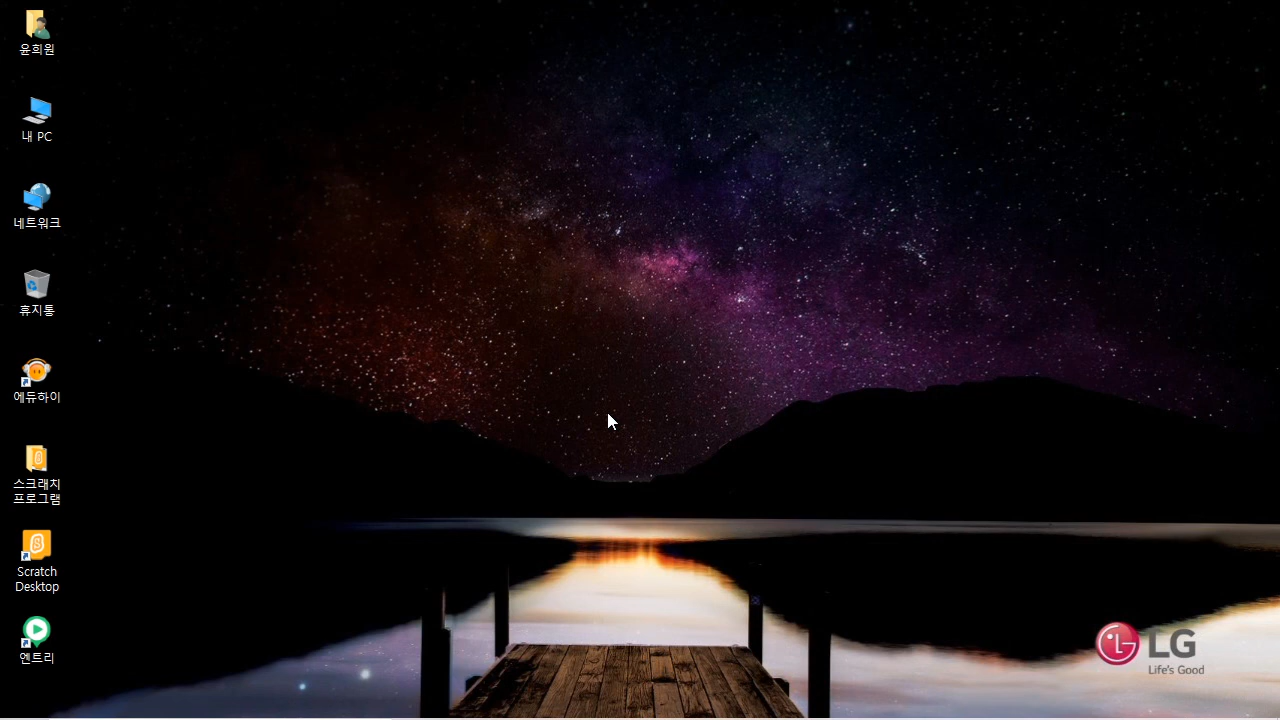 윤희원
내 PC
네트워크
휴지통
에듀하이
스크래치
프로그램
Scratch
Desktop
엔트리
LG
Life's Good